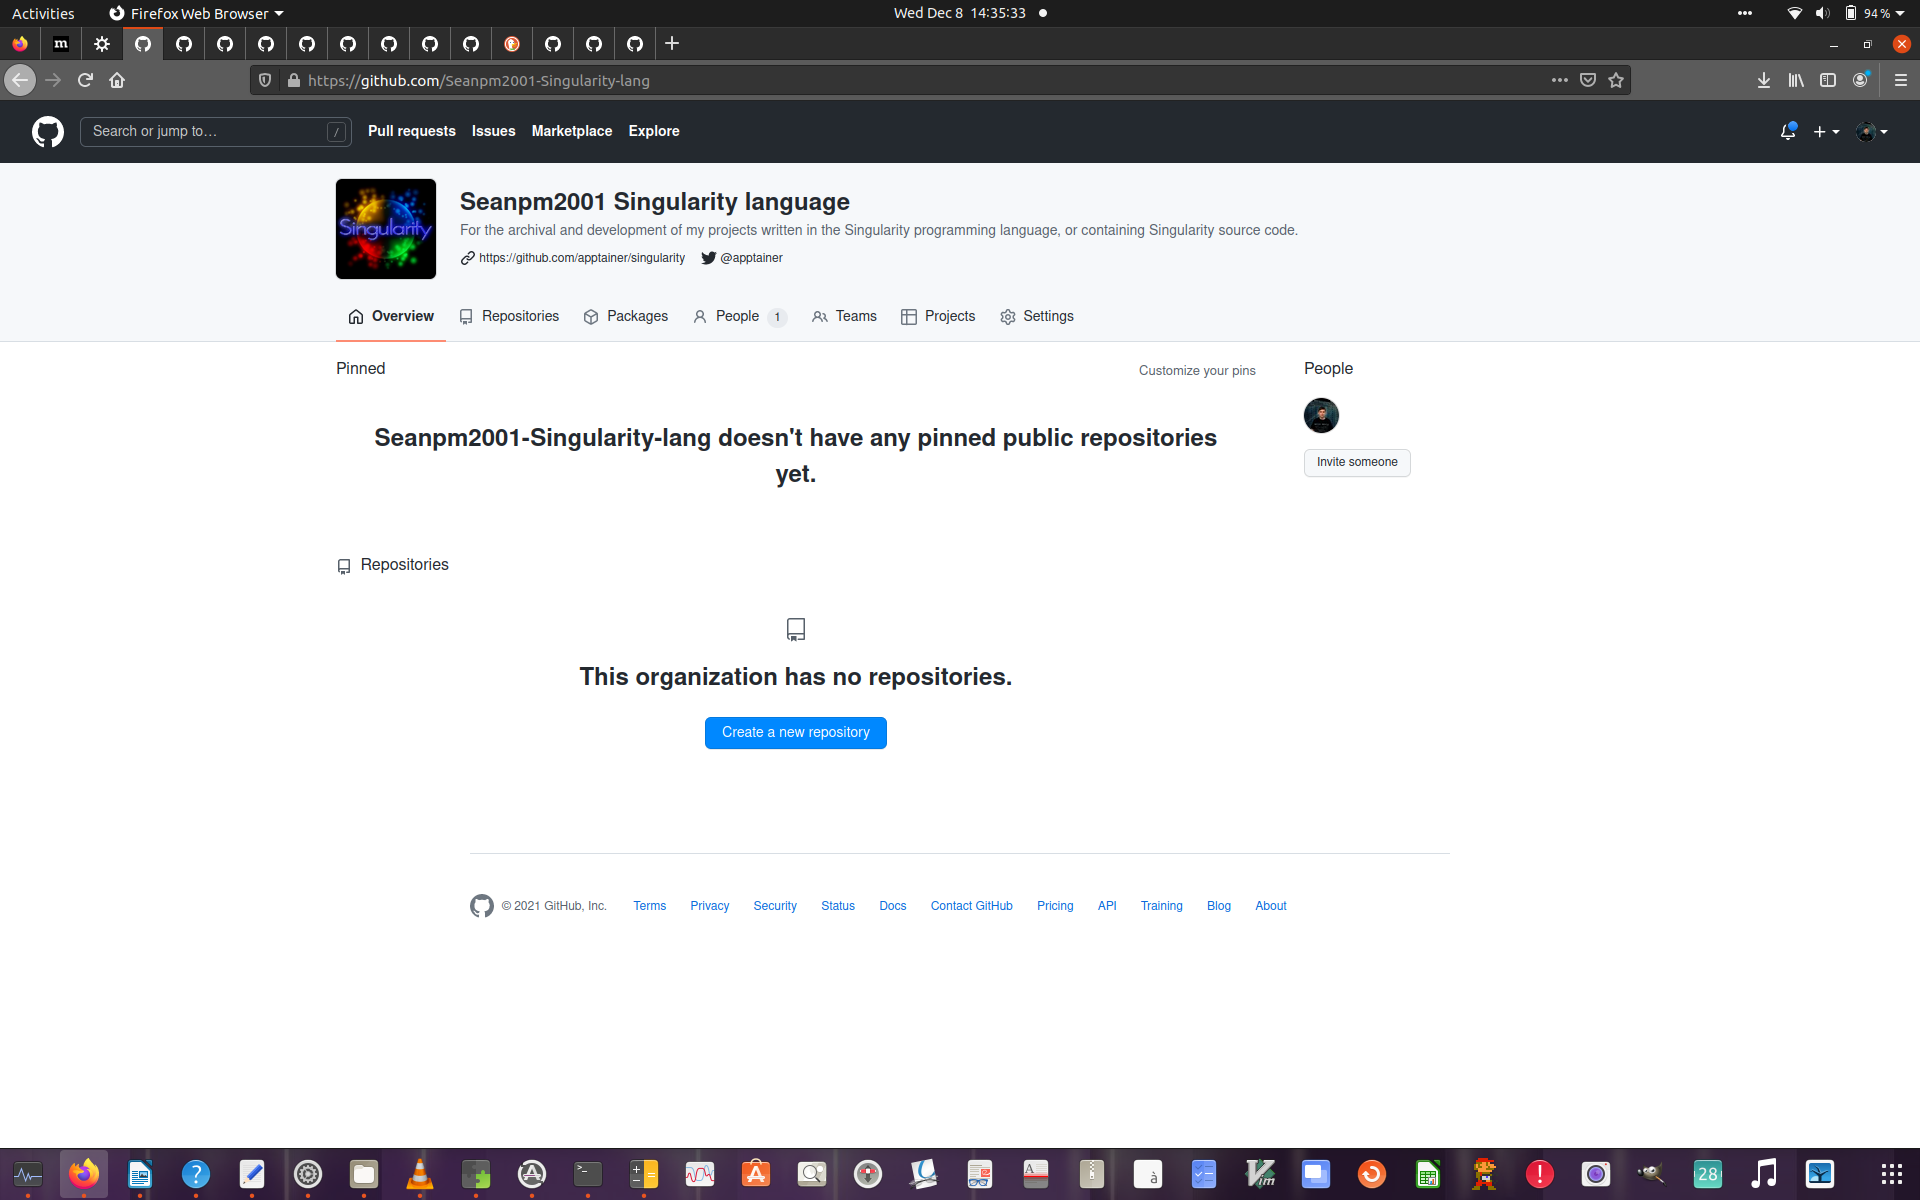 Activities
Firefox Web Browser
Wed Dec 8 14:35:33
94 %
m
https://github.com/Seanpm2001-Singularity-lang
Search or jump to…
/
Pull requests
Issues
Marketplace
Explore
Singularity
Seanpm2001 Singularity language
For the archival and development of my projects written in the Singularity programming language, or containing Singularity source code.
https://github.com/apptainer/singularity
@apptainer
Overview
Repositories
Packages
People 1
Teams
Projects
Settings
Pinned
Customize your pins
Seanpm2001-Singularity-lang doesn't have any pinned public repositories
yet.
People
Invite someone
Repositories
This organization has no repositories.
Create a new repository
© 2021 GitHub, Inc.
Terms
Privacy
Security
Status
Docs
Contact GitHub
Pricing
API
Training
Blog
About
?
>_
A
à
Vim
!
28